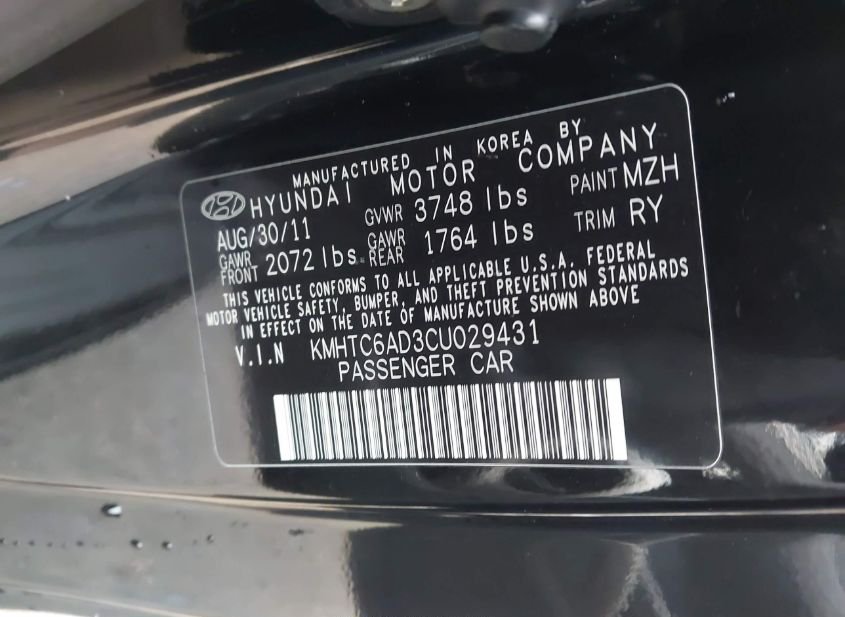 MANUFACTURED IN KOREA BY
HYUNDAI MOTOR COMPANY
AUG/30/11 GVWR 3748 lbs PAINT MZH
GAWR FRONT 2072 lbs GAWR REAR 1764 lbs TRIM RY
THIS VEHICLE CONFORMS TO ALL APPLICABLE U.S.A. FEDERAL
MOTOR VEHICLE SAFETY, BUMPER, AND THEFT PREVENTION STANDARDS
IN EFFECT ON THE DATE OF MANUFACTURE SHOWN ABOVE
V.I.N KMHTC6AD3CU029431
PASSENGER CAR